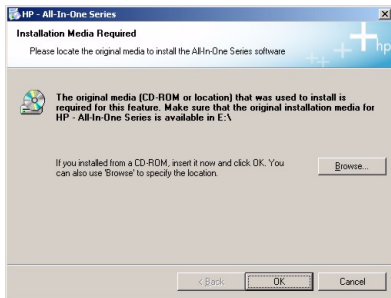 HP - All-In-One Series
Installation Media Required
Please locate the original media to install the All-In-One Series software
hp
The original media (CD-ROM or location) that was used to install is
required for this feature. Make sure that the original installation media for
HP - All-In-One Series is available in E:\
If you installed from a CD-ROM, insert it now and click OK. You
can also use 'Browse' to specify the location.
Browse...
< Back
OK
Cancel